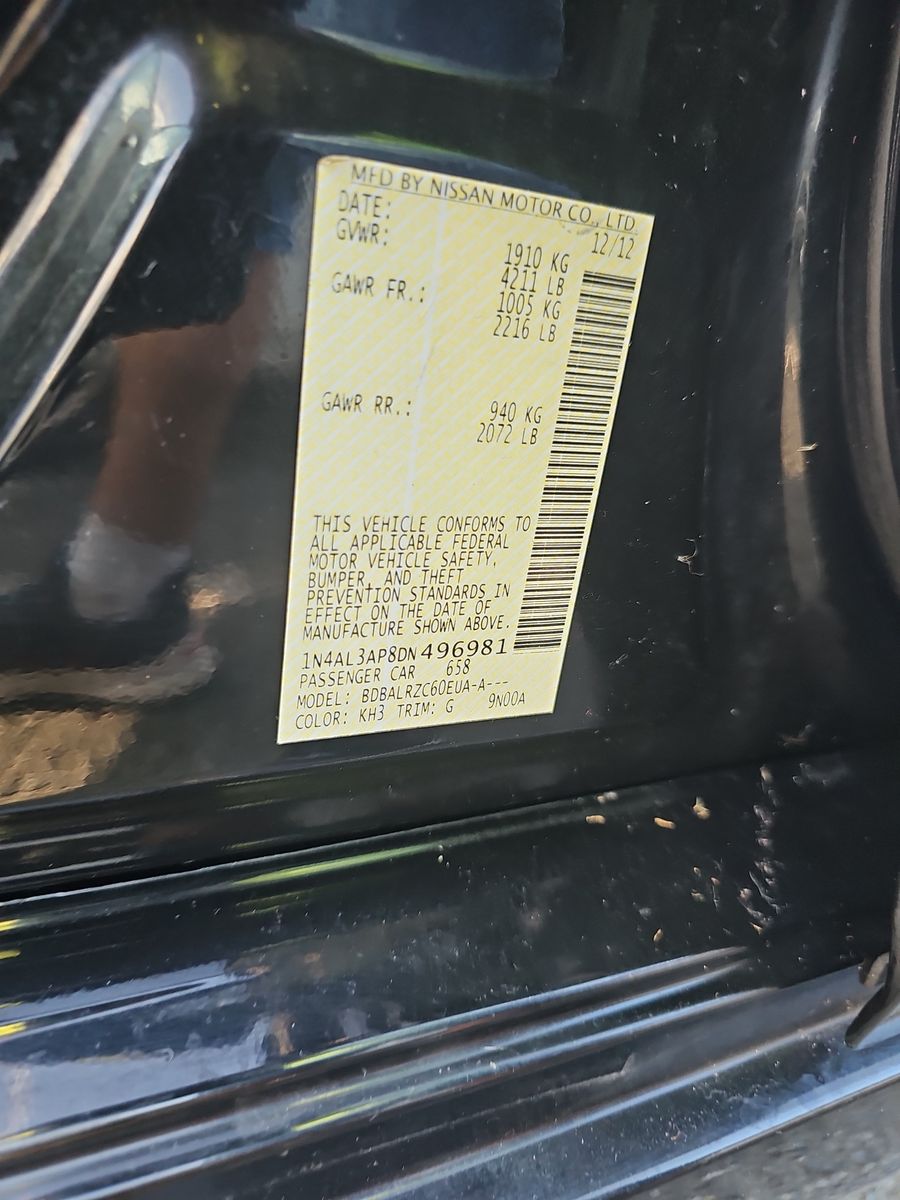 MFD BY NISSAN MOTOR CO., LTD.
DATE: 12/12
GVWR: 1910 KG
4211 LB
GAWR FR.: 1005 KG
2216 LB
GAWR RR.: 940 KG
2072 LB
THIS VEHICLE CONFORMS TO
ALL APPLICABLE FEDERAL
MOTOR VEHICLE SAFETY,
BUMPER, AND THEFT
PREVENTION STANDARDS IN
EFFECT ON THE DATE OF
MANUFACTURE SHOWN ABOVE.
1N4AL3AP8DN496981
PASSENGER CAR 658
MODEL: BDBALRZC60EUA-A---
COLOR: KH3 TRIM: G 9N00A